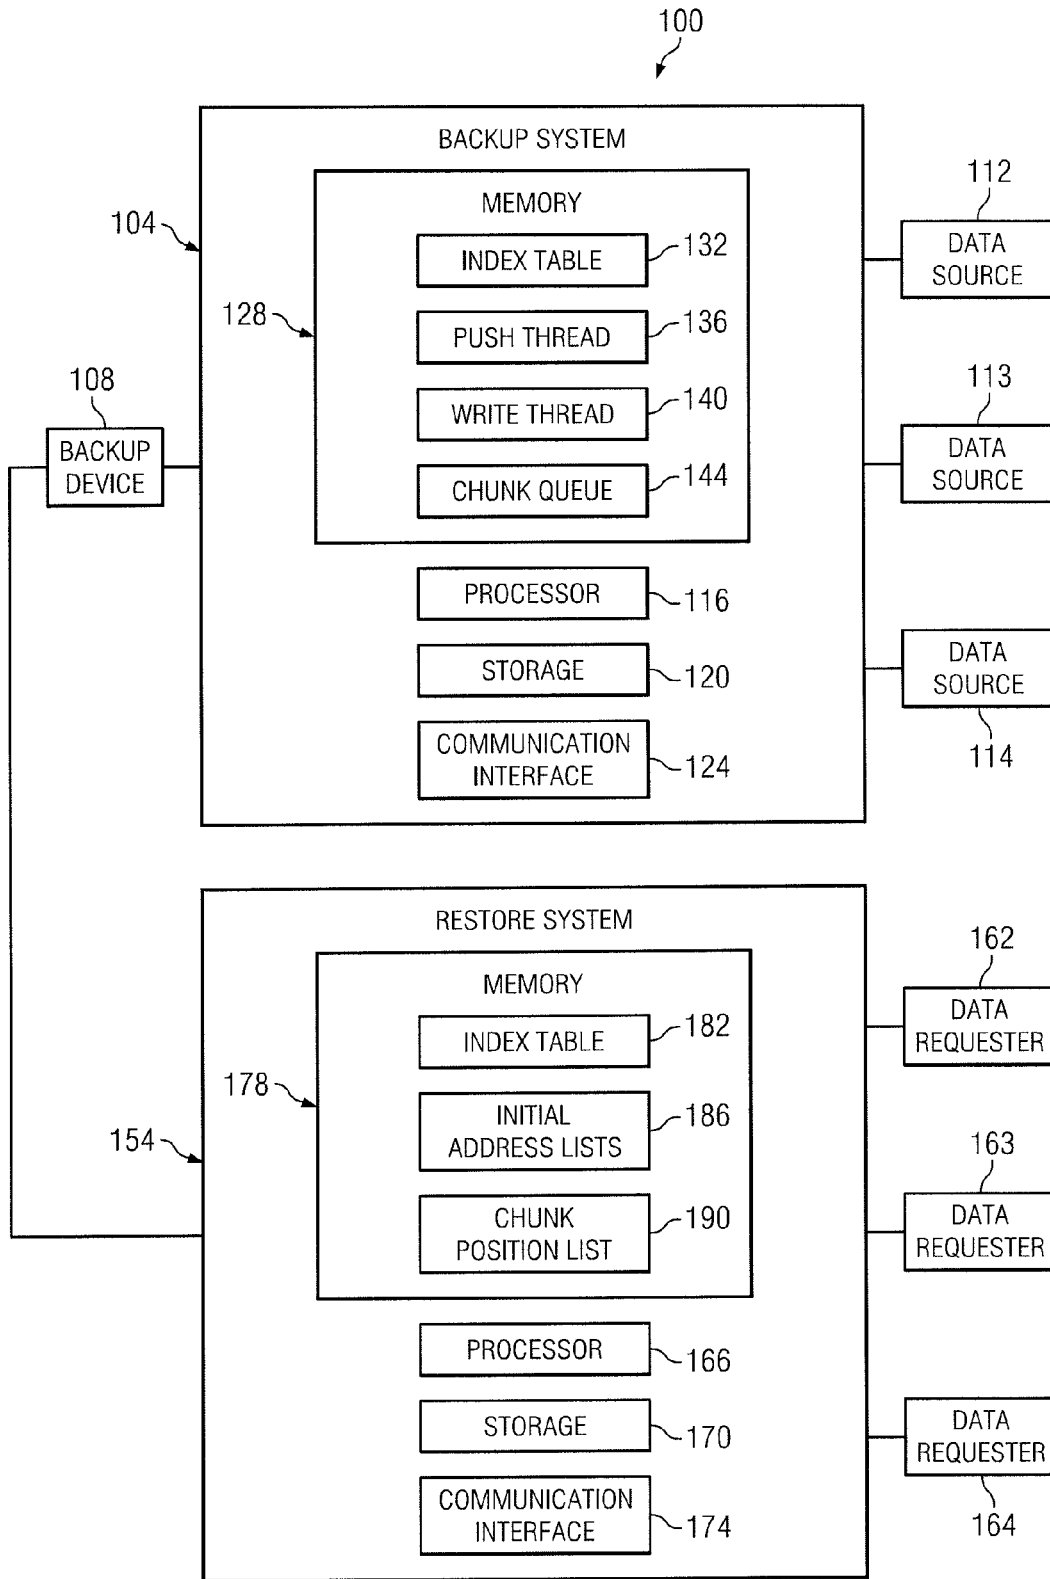 100
BACKUP SYSTEM
MEMORY
104
INDEX TABLE
132
128
PUSH THREAD
136
WRITE THREAD
140
CHUNK QUEUE
144
108
BACKUP
DEVICE
PROCESSOR
116
STORAGE
120
COMMUNICATION
INTERFACE
124
112
DATA
SOURCE
113
DATA
SOURCE
DATA
SOURCE
114
RESTORE SYSTEM
MEMORY
INDEX TABLE
182
178
INITIAL
ADDRESS LISTS
186
154
CHUNK
POSITION LIST
190
PROCESSOR
166
STORAGE
170
COMMUNICATION
INTERFACE
174
162
DATA
REQUESTER
163
DATA
REQUESTER
DATA
REQUESTER
164